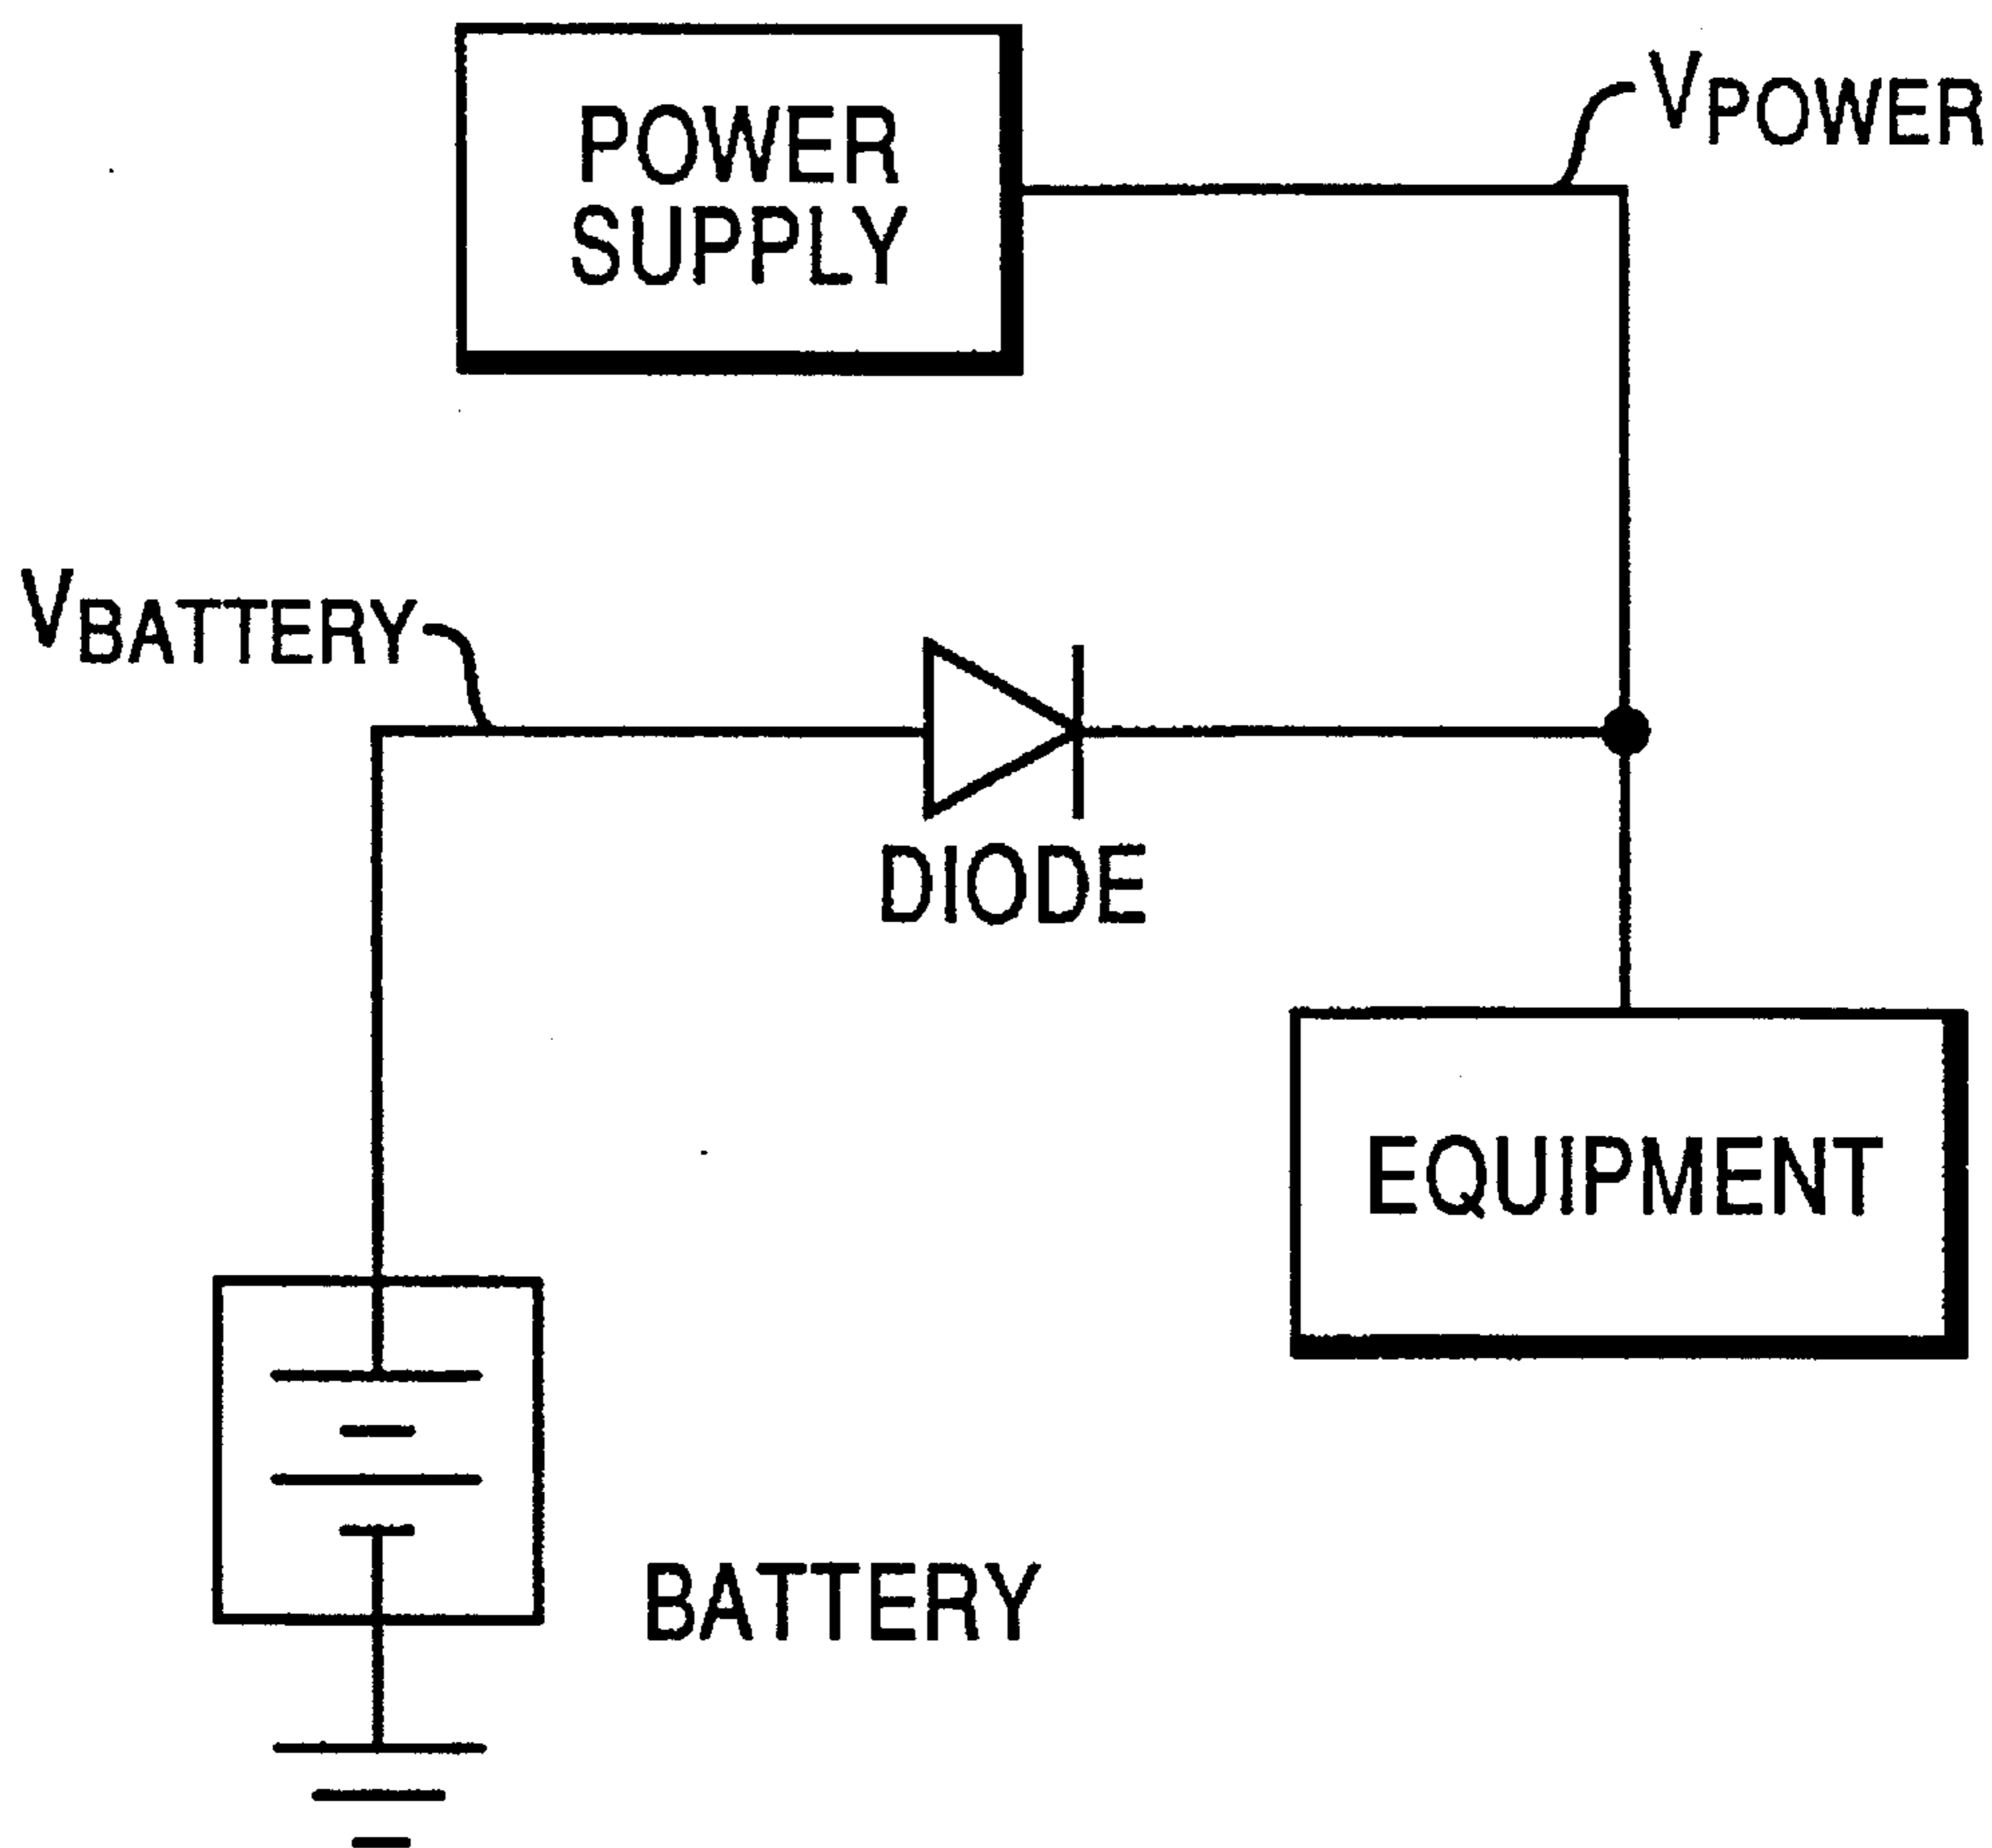 POWER
SUPPLY
VPOWER
VBATTERY
DIODE
EQUIPMENT
BATTERY